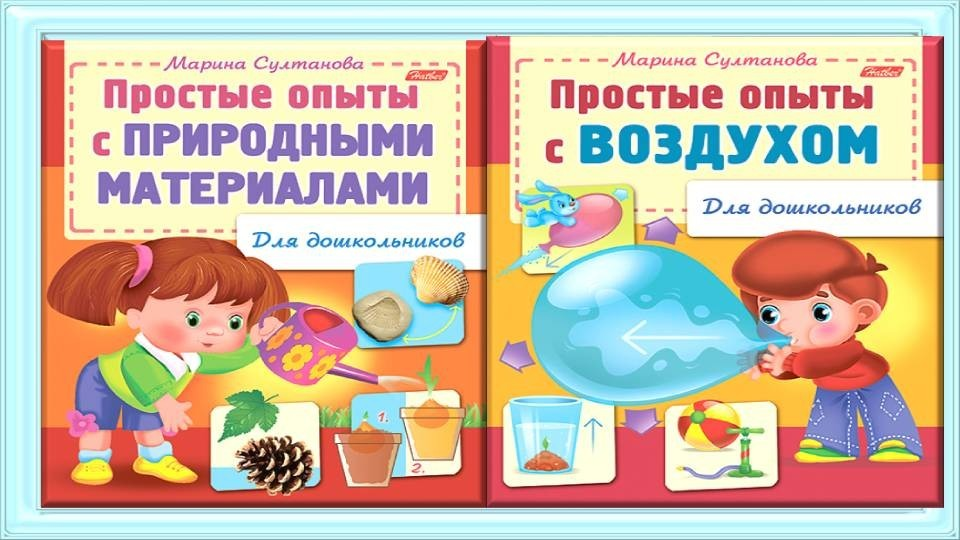 Марина Султанова
Hatber
Простые опыты
с ПРИРОДНЫМИ
МАТЕРИАЛАМИ
Для дошкольников
1.
2.
Марина Султанова
Hatber
Простые опыты
с ВОЗДУХОМ
Для дошкольников